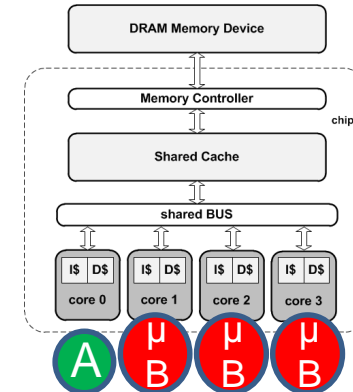 DRAM Memory Device
Memory Controller
chip
Shared Cache
shared BUS
I$ D$ I$ D$ I$ D$ I$ D$
core 0 core 1 core 2 core 3
A μ μ μ
B B B